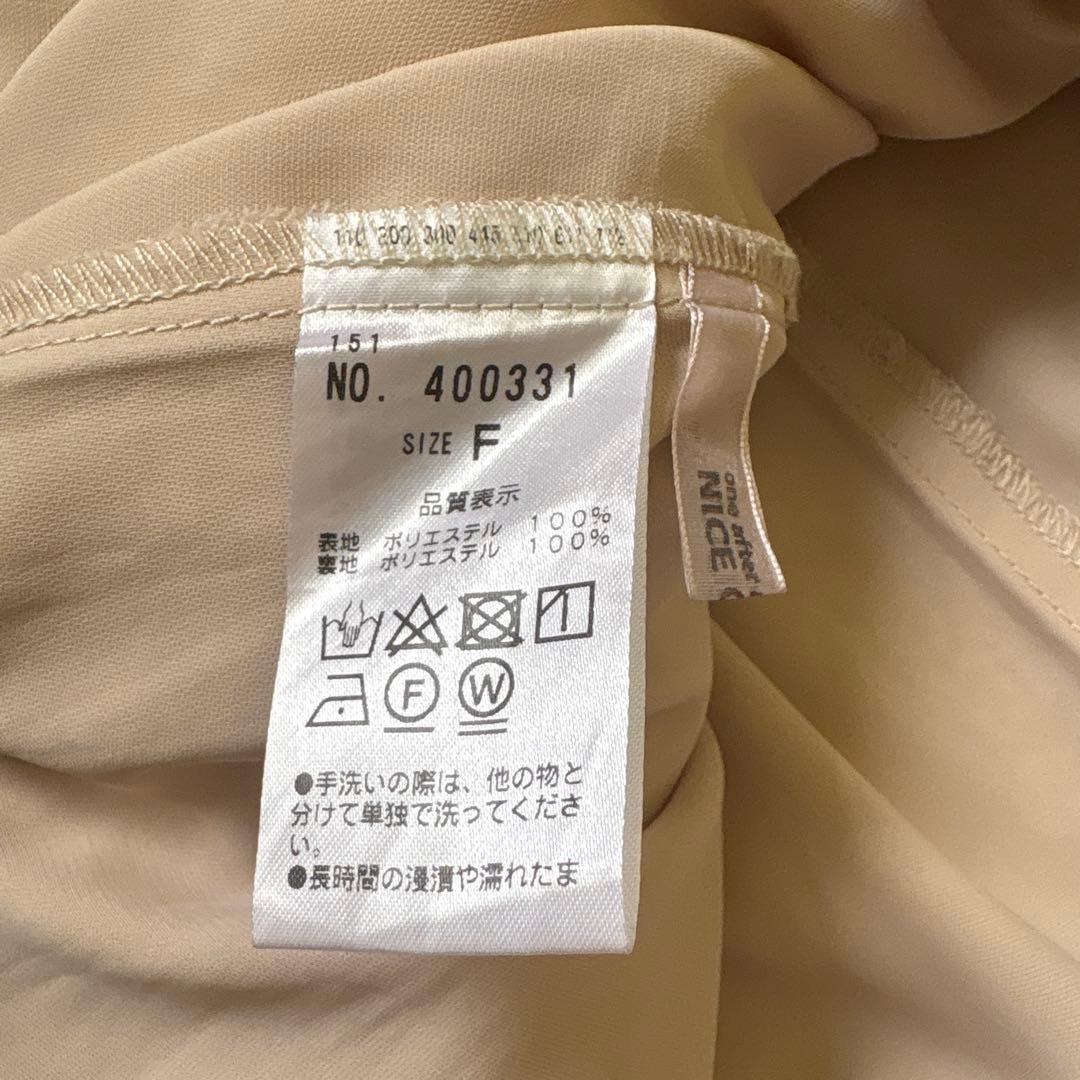 151
NO. 400331
SIZE F
品質表示
表地 ポリエステル 100%
裏地 ポリエステル 100%
F W
●手洗いの際は、他の物と
分けて単独で洗ってくださ
い。
●長時間の浸漬や濡れたま
one after
NICE